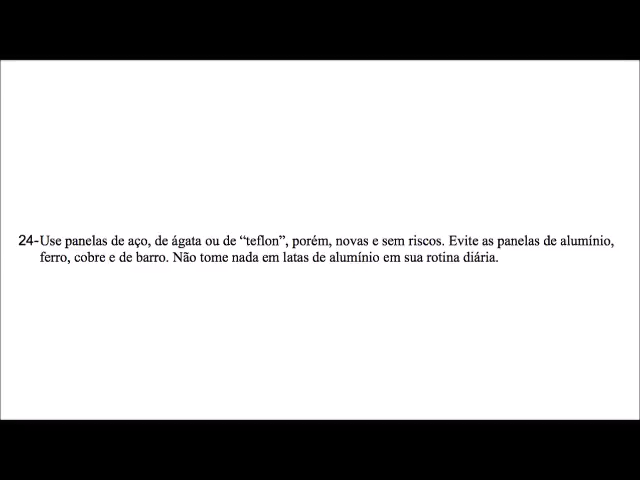 24-Use panelas de aço, de ágata ou de “teflon”, porém, novas e sem riscos. Evite as panelas de alumínio,
ferro, cobre e de barro. Não tome nada em latas de alumínio em sua rotina diária.